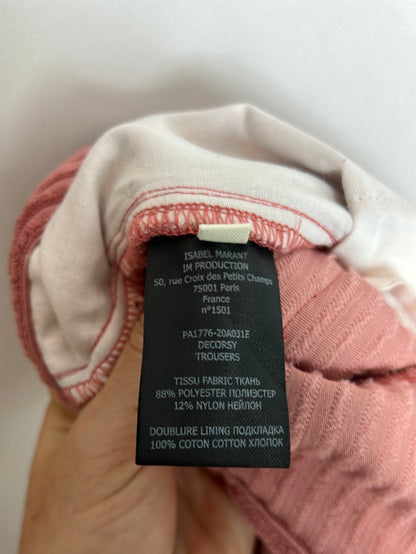 ISABEL MARANT
IM PRODUCTION
50, rue Croix des Petits Champs
75001 Paris
France
n°1501
PA1776-20A031E
DECORSY
TROUSERS
TISSU FABRIC ТКАНЬ
88% POLYESTER ПОЛИЭСТЕР
12% NYLON НЕЙЛОН
DOUBLURE LINING ПОДКЛАДКА
100% COTON COTTON ХЛОПОК